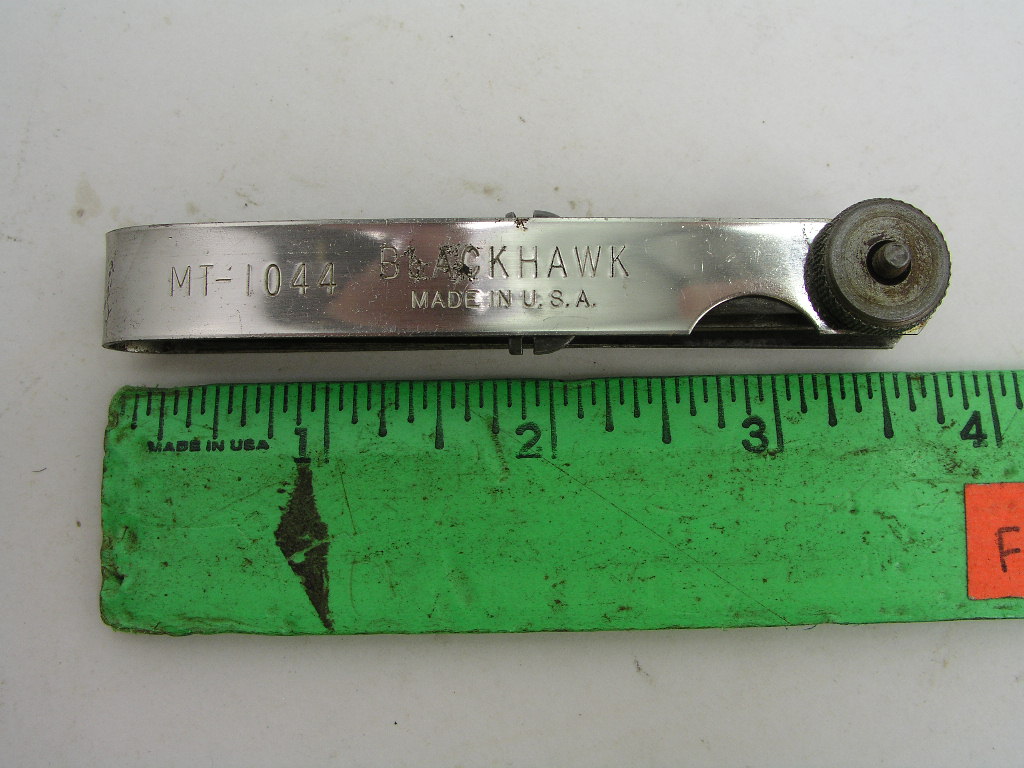 MT-1044 BLACKHAWK
MADE IN U.S.A.
1 2 3 4
MADE IN USA
F